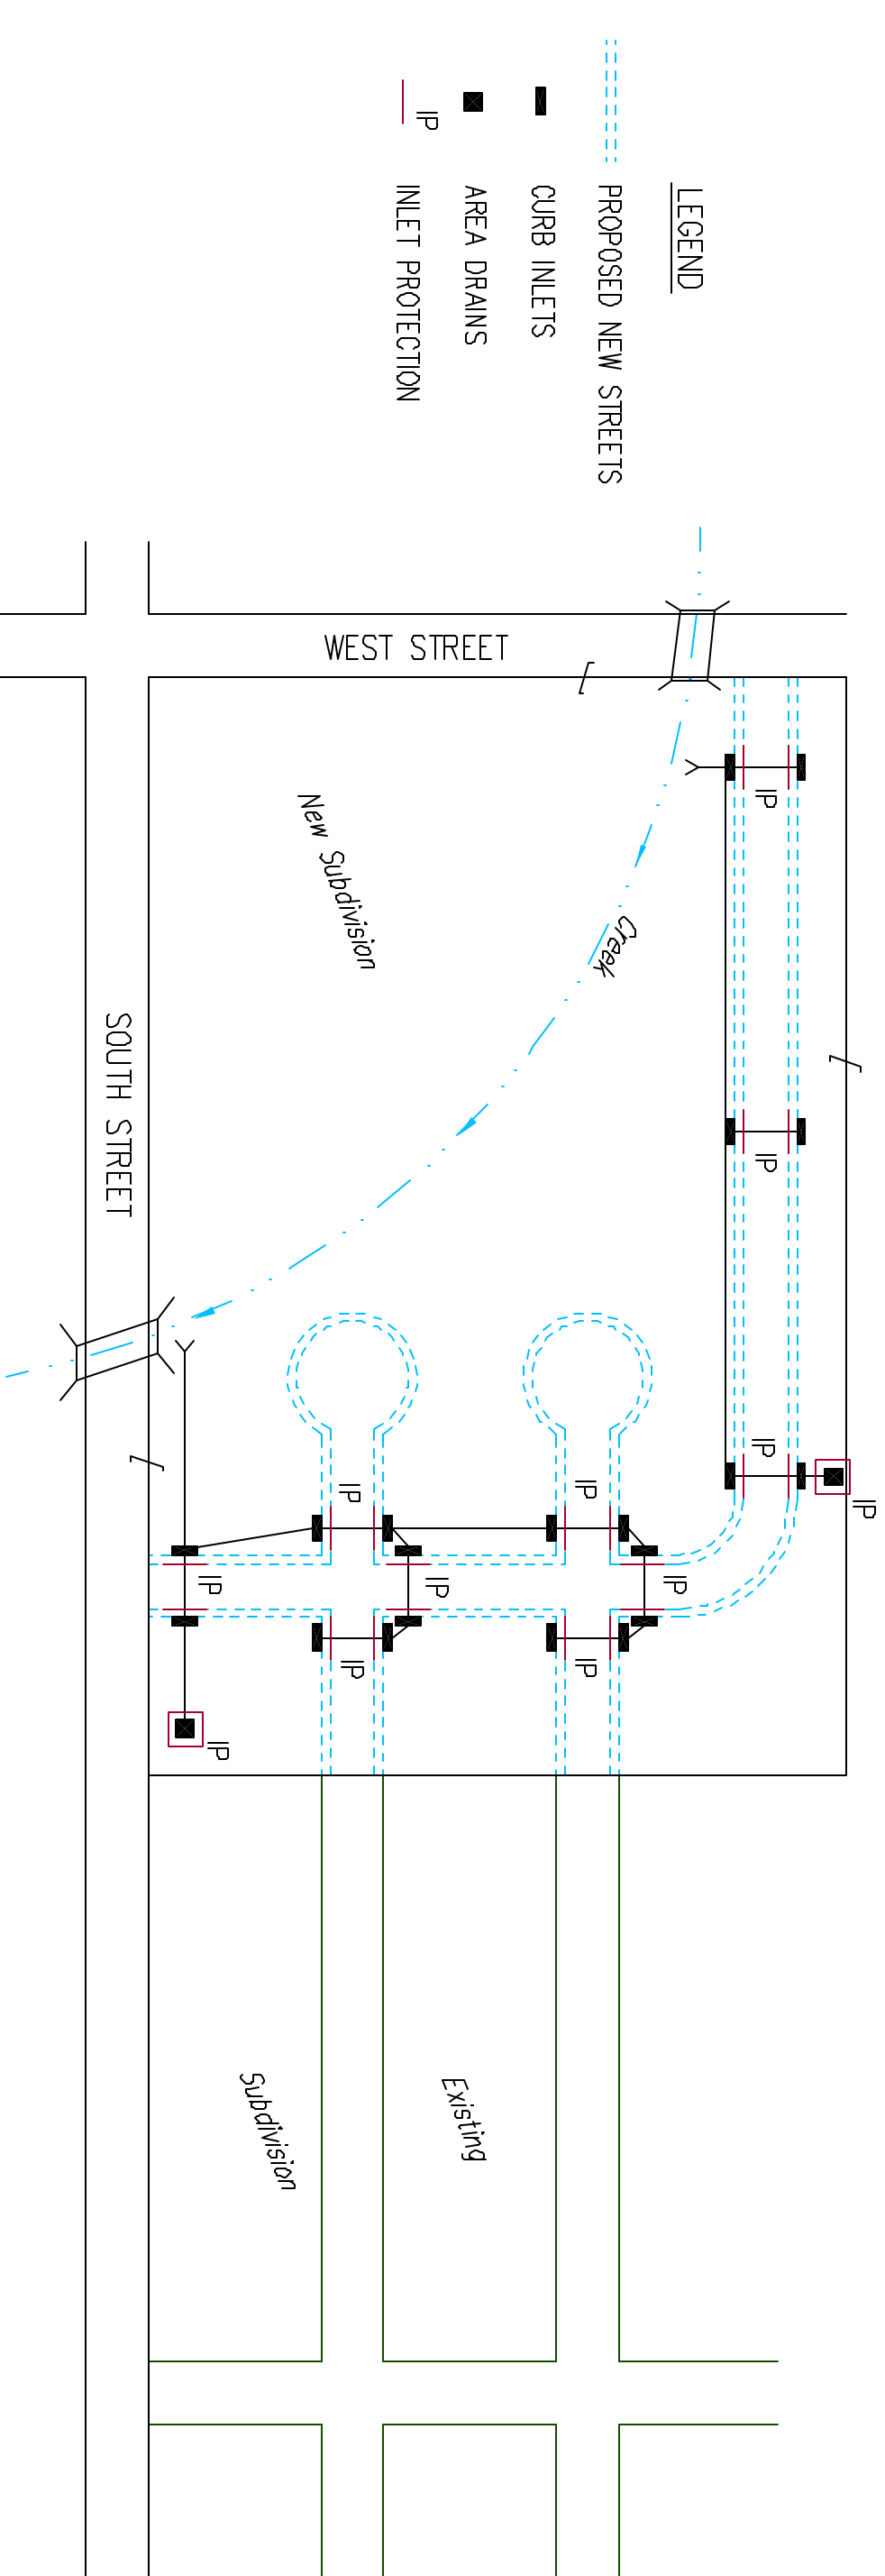 LEGEND
PROPOSED NEW STREETS
CURB INLETS
AREA DRAINS
IP
INLET PROTECTION
WEST STREET
IP
IP
IP
IP
Creek
IP
IP
IP
IP
IP
IP
New Subdivision
IP
IP
Existing
Subdivision
SOUTH STREET